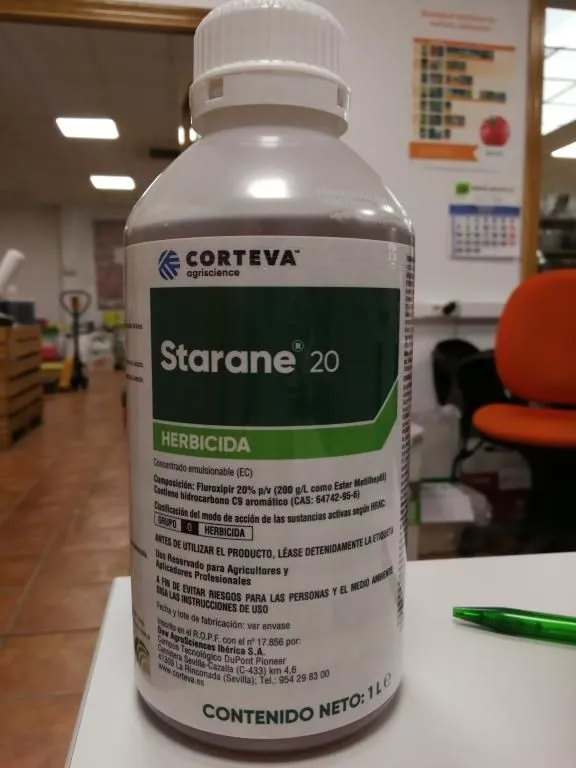 CORTEVA™
agriscience
Starane® 20
HERBICIDA
Concentrado emulsionable (EC)
Composición: Fluroxipir 20% p/v (200 g/L como Ester Metilheptil)
Contiene hidrocarbono C9 aromático (CAS: 64742-95-6)
Clasificación del modo de acción de las sustancias activas según HRAC:
GRUPO O HERBICIDA
ANTES DE UTILIZAR EL PRODUCTO, LÉASE DETENIDAMENTE LA ETIQUETA
Uso Reservado para Agricultores y
Aplicadores Profesionales
A FIN DE EVITAR RIESGOS PARA LAS PERSONAS Y EL MEDIO AMBIENTE
SIGA LAS INSTRUCCIONES DE USO
Fecha y lote de fabricación: ver envase
Inscrito en el R.O.P.F. con el nº 17.856 por:
Dow AgroSciences Ibérica S.A.
Campus Tecnológico DuPont Pioneer
Carretera Sevilla-Cazalla (C-433) km 4,6
41309 La Rinconada (Sevilla); Tel.: 954 29 83 00
www.corteva.es
CONTENIDO NETO: 1 L e